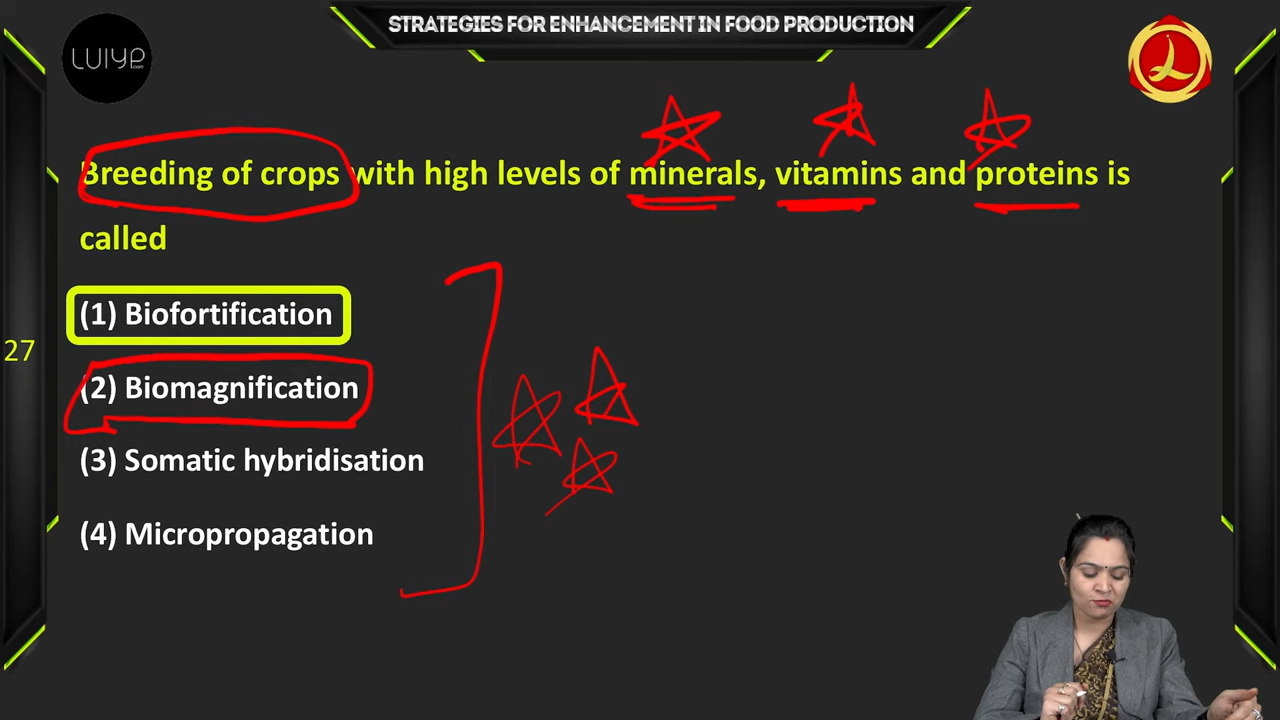 STRATEGIES FOR ENHANCEMENT IN FOOD PRODUCTION
LUIYP
.com
Breeding of crops with high levels of minerals, vitamins and proteins is
called
(1) Biofortification
27
(2) Biomagnification
(3) Somatic hybridisation
(4) Micropropagation